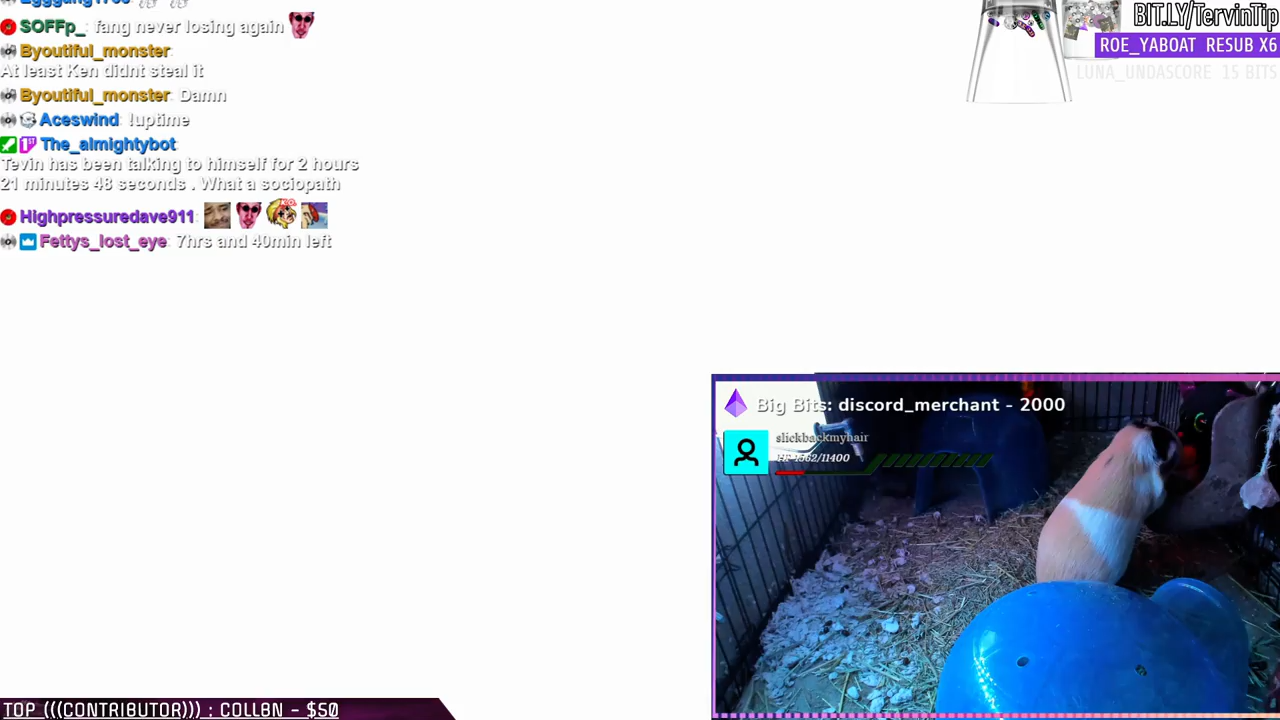 SOFFp_: fang never losing again
Byoutiful_monster:
At least Ken didnt steal it
Byoutiful_monster: Damn
Aceswind: !uptime
The_almightybot:
Tevin has been talking to himself for 2 hours
21 minutes 48 seconds . What a sociopath
Highpressuredave911:
Fettys_lost_eye: 7hrs and 40min left
BIT.LY/TervinTip
ROE_YABOAT RESUB X6
LUNA_UNDASCORE 15 BITS
Big Bits: discord_merchant - 2000
slickbackmyhair
TOP (((CONTRIBUTOR))) : COLL8N - $50